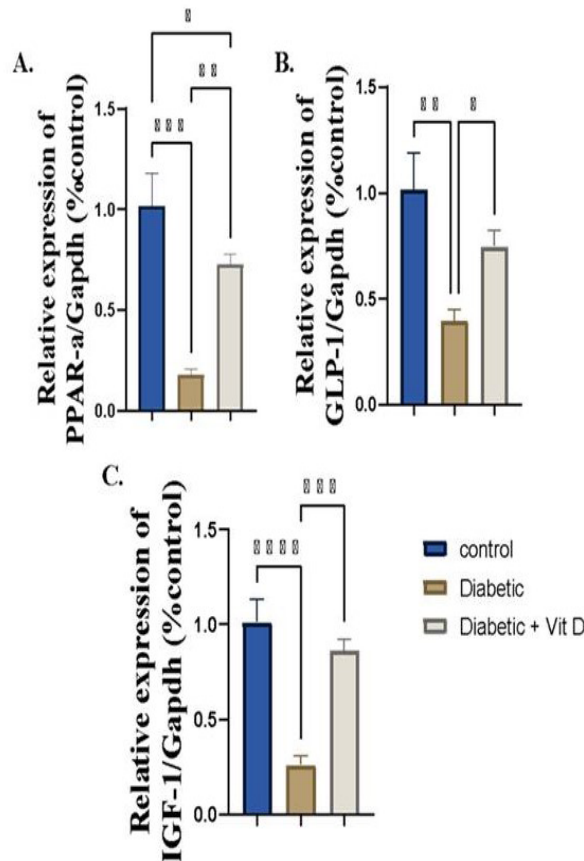 A.
Relative expression of
PPAR-a/Gapdh (%control)
1.5
1.0
0.5
0.0
B.
Relative expression of
GLP-1/Gapdh (%control)
1.5
1.0
0.5
0.0
C.
Relative expression of
IGF-1/Gapdh (%control)
1.5
1.0
0.5
0.0
control
Diabetic
Diabetic + Vit D